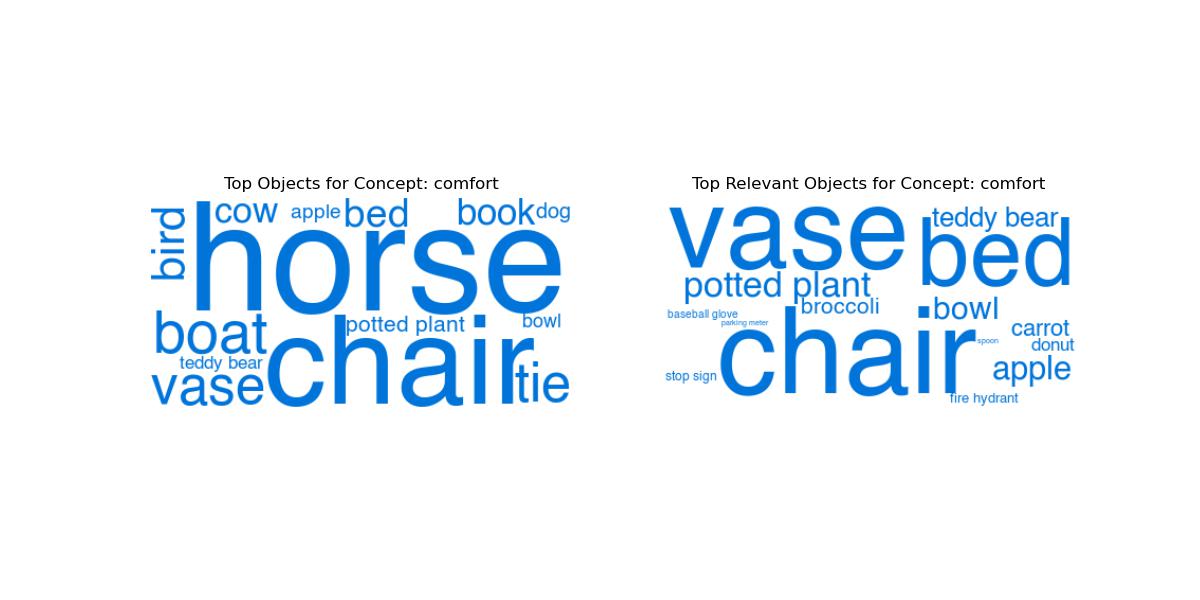 Top Objects for Concept: comfort
bird
cow
apple
bed
book
dog
horse
boat
potted plant
bowl
teddy bear
chair
vase
tie
Top Relevant Objects for Concept: comfort
vase
teddy bear
bed
potted plant
broccoli
bowl
baseball glove
parking meter
chair
spoon
carrot
donut
stop sign
apple
fire hydrant